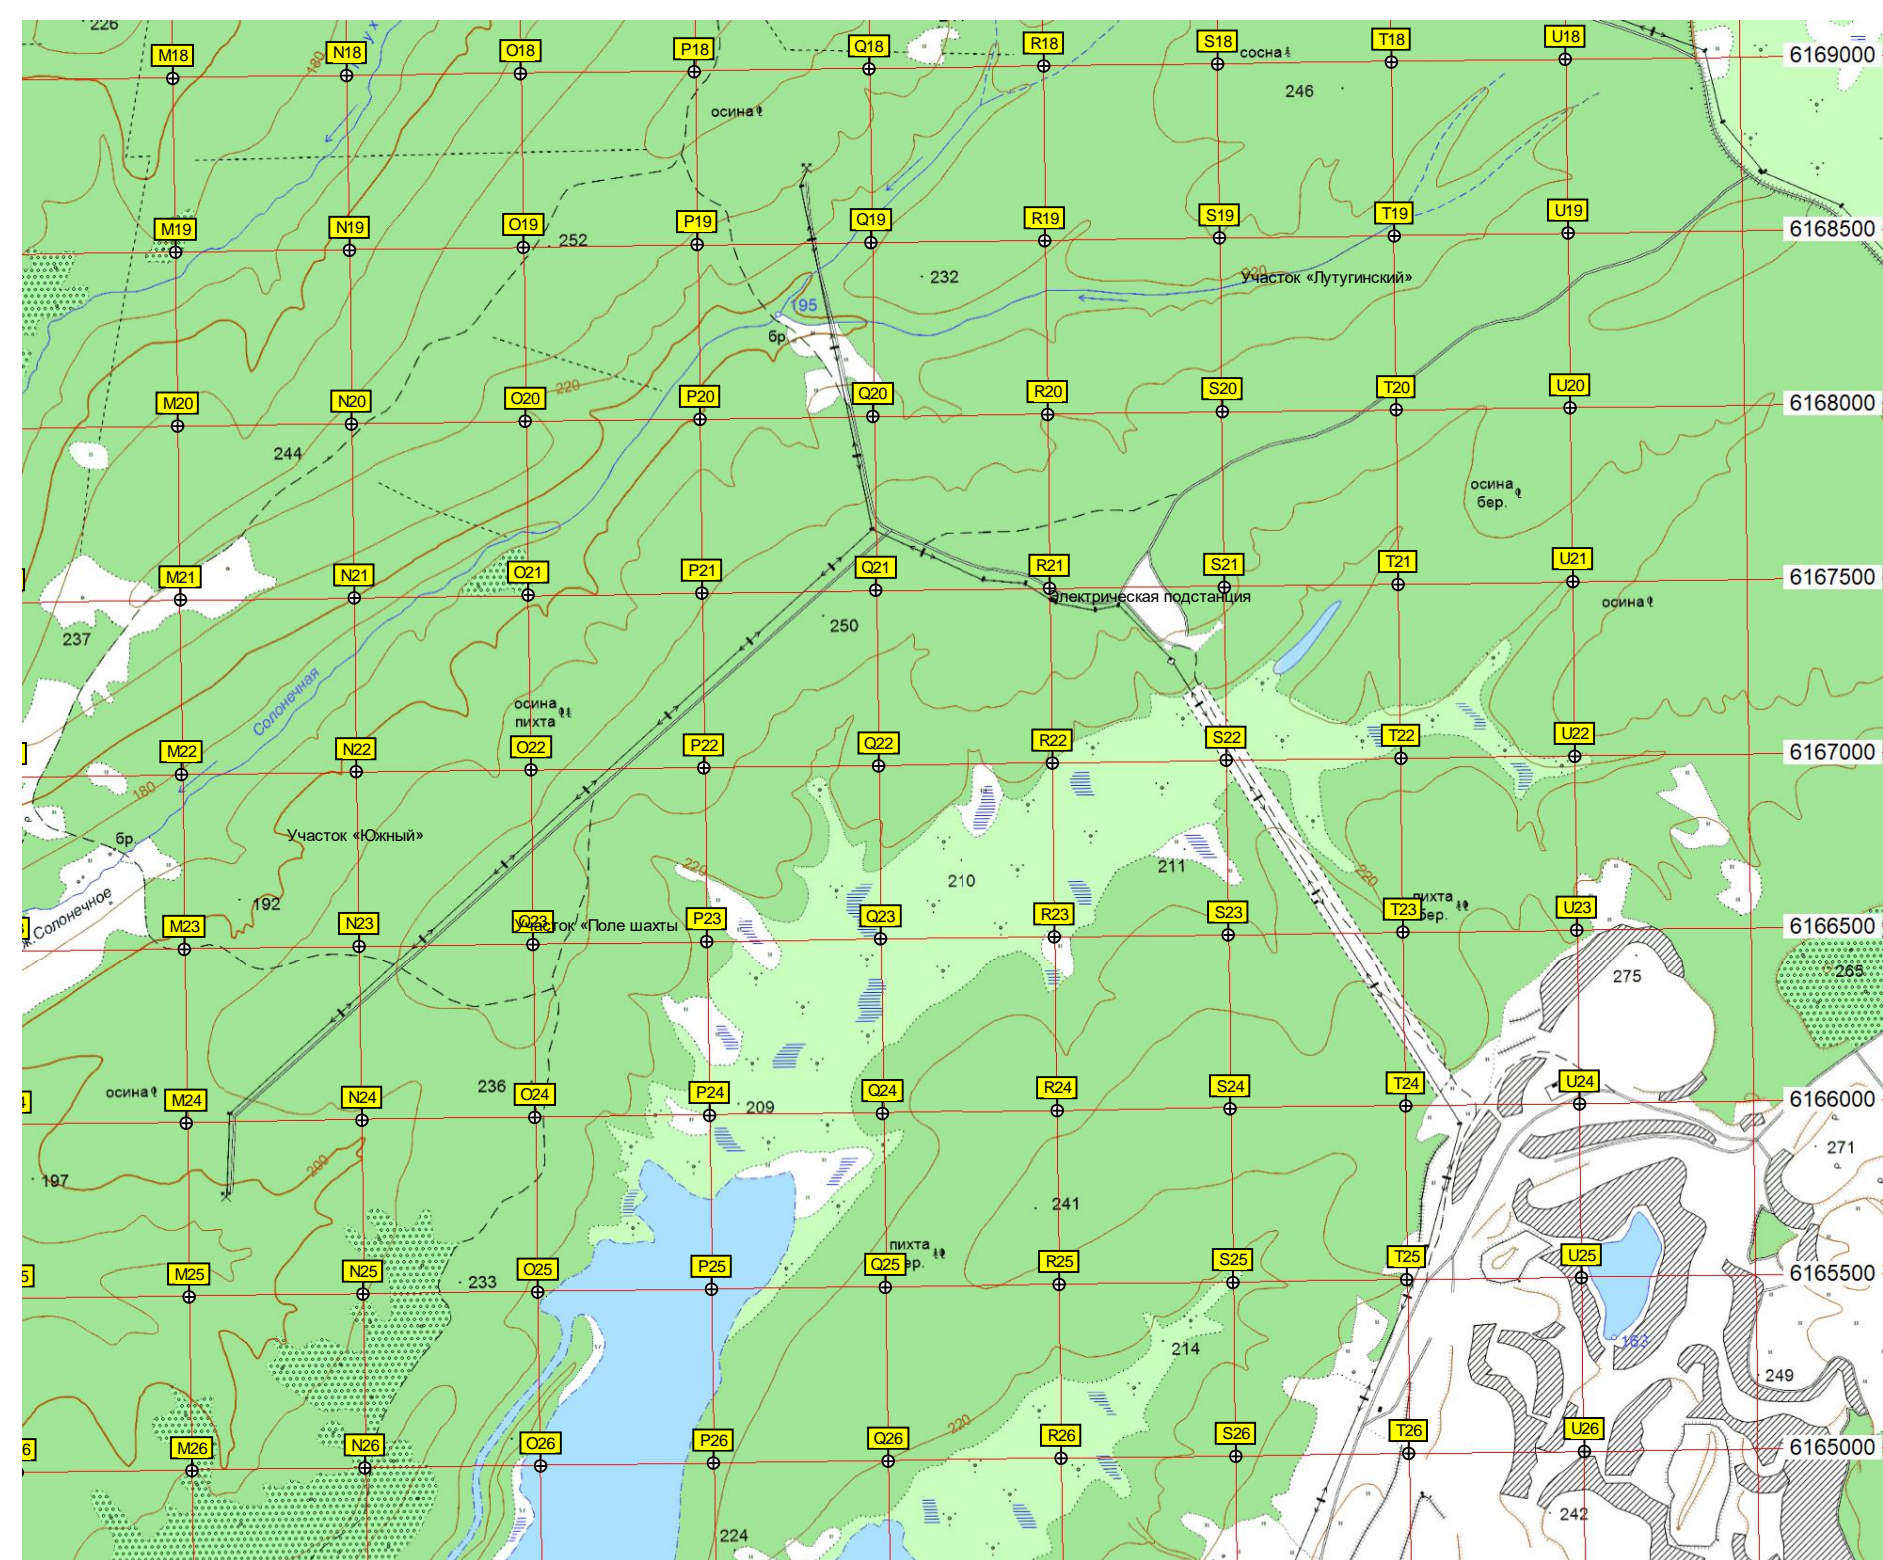 226
M18
N18
O18
P18
Q18
R18
S18
T18
U18
6169000
180
сосна
246
осина
M19
N19
O19
P19
Q19
R19
S19
T19
U19
6168500
252
232
220
Участок «Лутугинский»
195
бр.
M20
N20
O20
P20
Q20
R20
S20
T20
U20
6168000
220
244
осина
бер.
M21
N21
O21
P21
Q21
R21
S21
T21
U21
6167500
Электрическая подстанция
осина
237
250
Солонечная
осина
пихта
M22
N22
O22
P22
Q22
R22
S22
T22
U22
6167000
180
бр.
Участок «Южный»
220
210
211
220
192
к.Солонечное
пихта
бер.
M23
N23
O23
P23
Q23
R23
S23
T23
U23
6166500
Участок «Поле шахты
275
265
осина
236
M24
N24
O24
P24
Q24
R24
S24
T24
U24
6166000
209
271
197
200
241
пихта
бер.
M25
N25
O25
P25
Q25
R25
S25
T25
U25
6165500
233
163
214
249
220
M26
N26
O26
P26
Q26
R26
S26
T26
U26
6165000
224
242